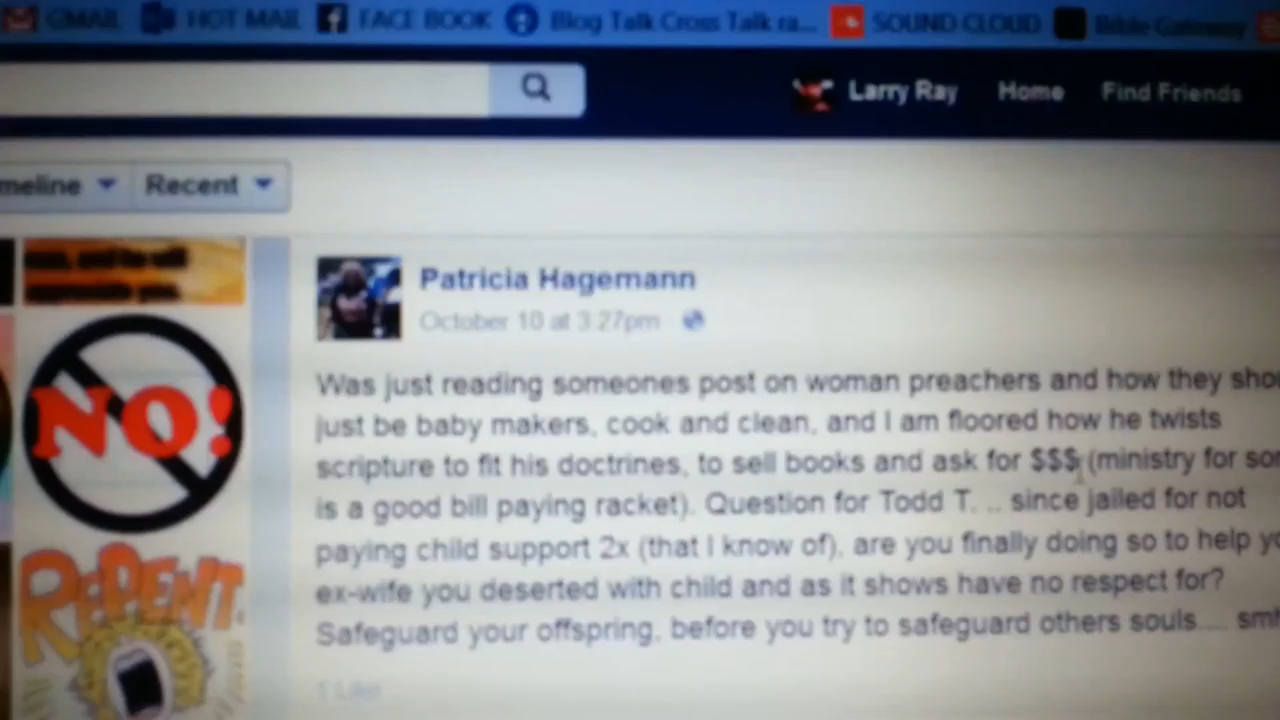 GMAIL HOT MAIL FACE BOOK Blog Talk Cross Talk ra... SOUND CLOUD Bible Gateway
Larry Ray Home Find Friends
meline Recent
Patricia Hagemann
October 10 at 3:27pm
NO!
REPENT
Was just reading someones post on woman preachers and how they sho
just be baby makers, cook and clean, and I am floored how he twists
scripture to fit his doctrines, to sell books and ask for $$$ (ministry for so
is a good bill paying racket). Question for Todd T. .. since jailed for not
paying child support 2x (that I know of), are you finally doing so to help yo
ex-wife you deserted with child and as it shows have no respect for?
Safeguard your offspring, before you try to safeguard others souls.... sm
1 Like